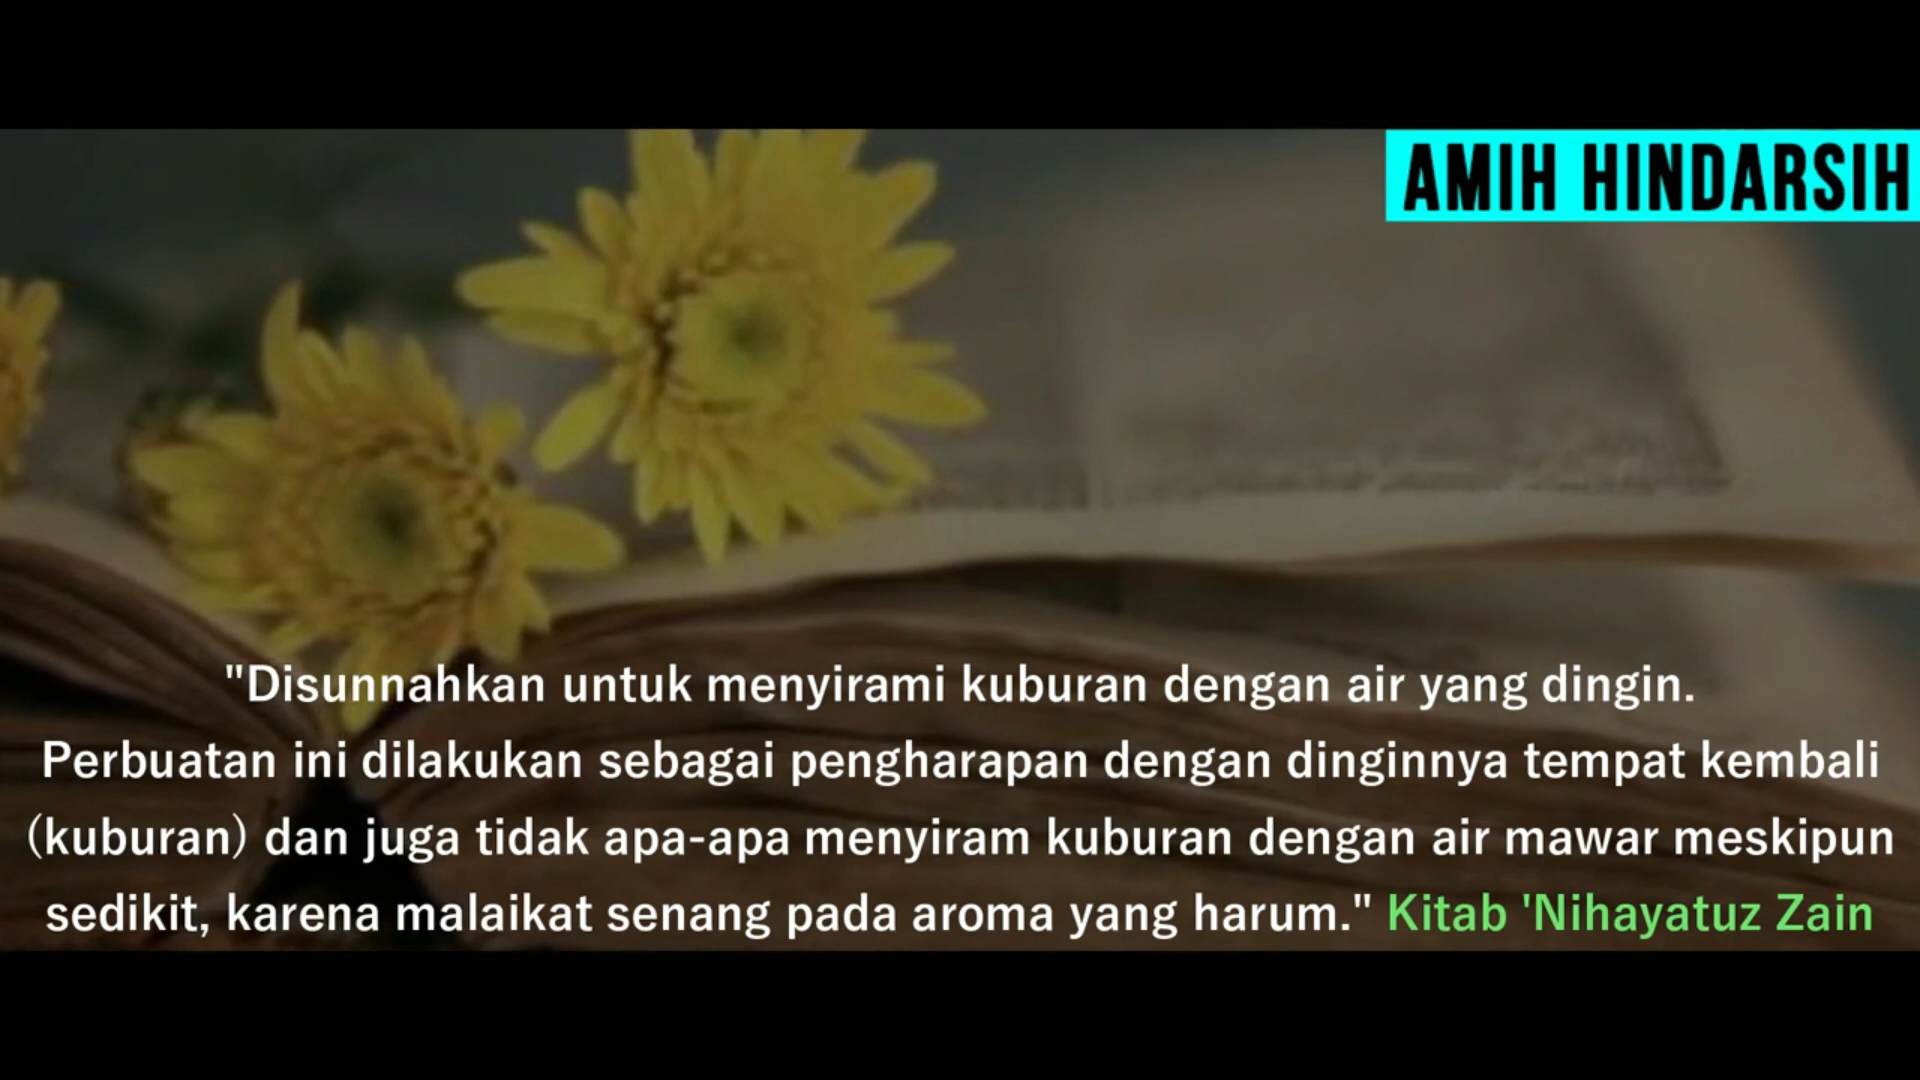 AMIH HINDARSIH
"Disunnahkan untuk menyirami kuburan dengan air yang dingin.
Perbuatan ini dilakukan sebagai pengharapan dengan dinginnya tempat kembali
(kuburan) dan juga tidak apa-apa menyiram kuburan dengan air mawar meskipun
sedikit, karena malaikat senang pada aroma yang harum." Kitab 'Nihayatuz Zain